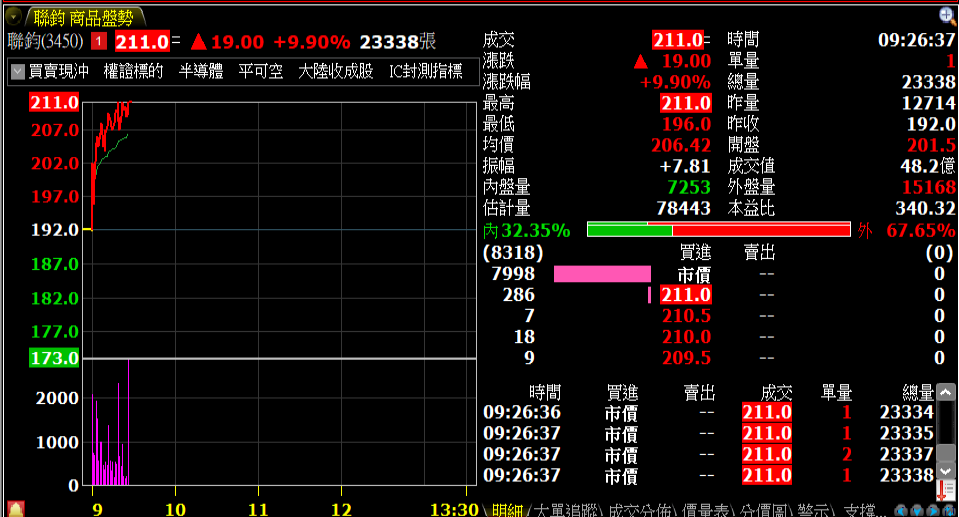 聯鈞 商品盤勢
聯鈞(3450) 1 211.0= ▲19.00 +9.90% 23338張
買賣現沖 權證標的 半導體 平可空 大陸收成股 IC封測指標
211.0
207.0
202.0
197.0
192.0
187.0
182.0
177.0
173.0
2000
1000
0
9 10 11 12 13:30
成交 211.0= 時間 09:26:37
漲跌 ▲ 19.00 單量 1
漲跌幅 +9.90% 總量 23338
最高 211.0 昨量 12714
最低 196.0 昨收 192.0
均價 206.42 開盤 201.5
振幅 +7.81 成交值 48.2億
內盤量 7253 外盤量 15168
估計量 78443 本益比 340.32
內 32.35% 外 67.65%
(8318) 買進 賣出 (0)
7998 市價 -- 0
286 211.0 -- 0
7 210.5 -- 0
18 210.0 -- 0
9 209.5 -- 0
時間 買進 賣出 成交 單量 總量
09:26:36 市價 -- 211.0 1 23334
09:26:37 市價 -- 211.0 1 23335
09:26:37 市價 -- 211.0 2 23337
09:26:37 市價 -- 211.0 1 23338
明細 大單追蹤 成交分佈 價量表 分價圖 警示 支撐...